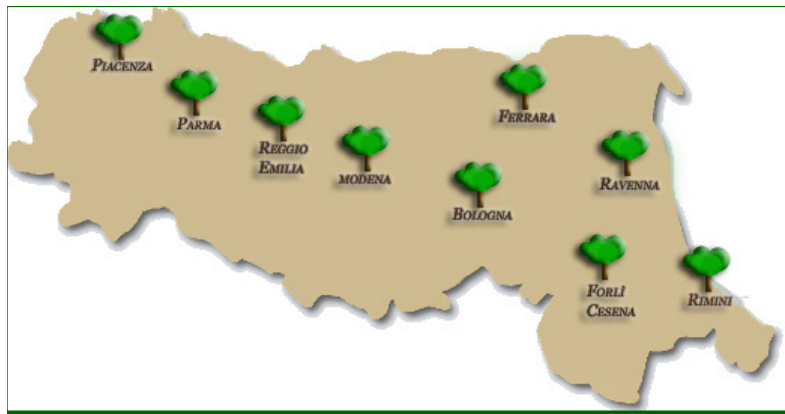 PIACENZA
PARMA
REGGIO
EMILIA
MODENA
FERRARA
BOLOGNA
RAVENNA
FORLÌ
CESENA
RIMINI